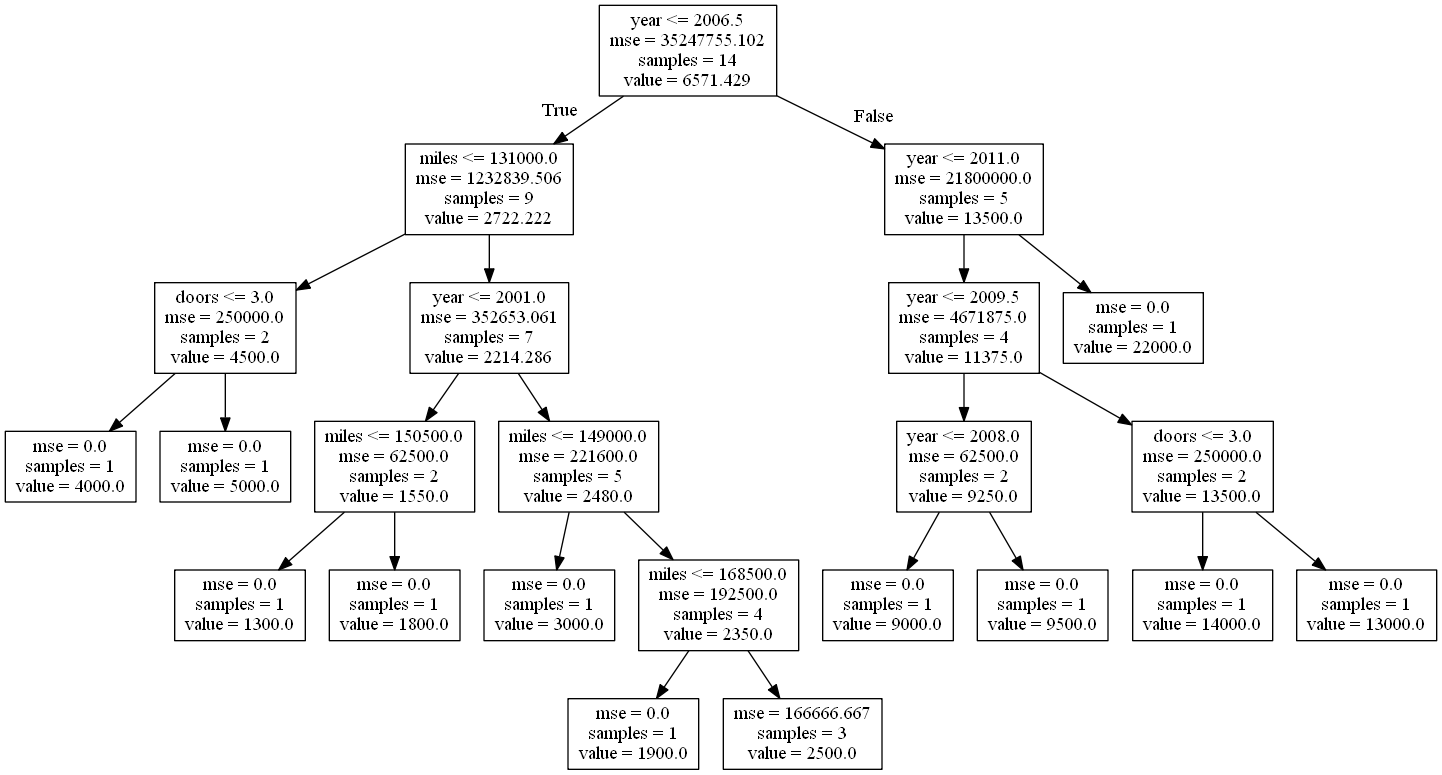 year <= 2006.5
mse = 35247755.102
samples = 14
value = 6571.429
True
False
miles <= 131000.0
mse = 1232839.506
samples = 9
value = 2722.222
year <= 2011.0
mse = 21800000.0
samples = 5
value = 13500.0
doors <= 3.0
mse = 250000.0
samples = 2
value = 4500.0
year <= 2001.0
mse = 352653.061
samples = 7
value = 2214.286
year <= 2009.5
mse = 4671875.0
samples = 4
value = 11375.0
mse = 0.0
samples = 1
value = 22000.0
mse = 0.0
samples = 1
value = 4000.0
mse = 0.0
samples = 1
value = 5000.0
miles <= 150500.0
mse = 62500.0
samples = 2
value = 1550.0
miles <= 149000.0
mse = 221600.0
samples = 5
value = 2480.0
year <= 2008.0
mse = 62500.0
samples = 2
value = 9250.0
doors <= 3.0
mse = 250000.0
samples = 2
value = 13500.0
mse = 0.0
samples = 1
value = 1300.0
mse = 0.0
samples = 1
value = 1800.0
mse = 0.0
samples = 1
value = 3000.0
miles <= 168500.0
mse = 192500.0
samples = 4
value = 2350.0
mse = 0.0
samples = 1
value = 9000.0
mse = 0.0
samples = 1
value = 9500.0
mse = 0.0
samples = 1
value = 14000.0
mse = 0.0
samples = 1
value = 13000.0
mse = 0.0
samples = 1
value = 1900.0
mse = 166666.667
samples = 3
value = 2500.0